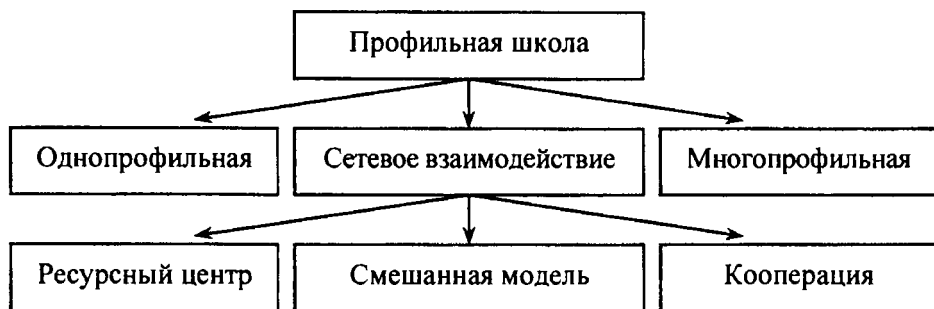 Профильная школа
Однопрофильная
Сетевое взаимодействие
Многопрофильная
Ресурсный центр
Смешанная модель
Кооперация